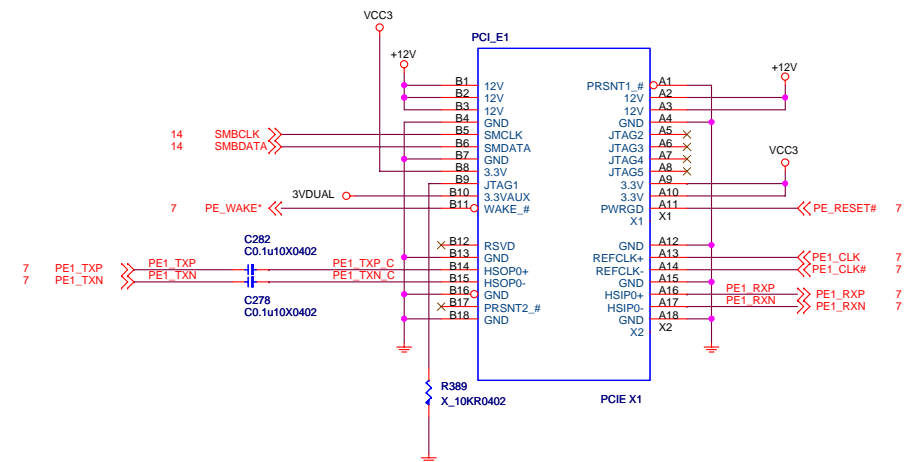 VCC3
PCI_E1
+12V
+12V
B1 12V PRSNT1_# A1
B2 12V 12V A2
B3 12V 12V A3
B4 GND GND A4
14 SMBCLK B5 SMCLK JTAG2 A5
14 SMBDATA B6 SMDATA JTAG3 A6
B7 GND JTAG4 A7
VCC3
B8 3.3V JTAG5 A8
B9 JTAG1 3.3V A9
3VDUAL B10 3.3VAUX 3.3V A10
7 PE_WAKE* B11 WAKE_# PWRGD A11 PE_RESET# 7
X1 X1
C282
C0.1u10X0402
B12 RSVD GND A12
B13 GND REFCLK+ A13 PE1_CLK 7
7 PE1_TXP PE1_TXP PE1_TXP_C B14 HSOP0+ REFCLK- A14 PE1_CLK# 7
7 PE1_TXN PE1_TXN PE1_TXN_C B15 HSOP0- GND A15
B16 GND HSIP0+ A16 PE1_RXP PE1_RXP 7
B17 PRSNT2_# HSIP0- A17 PE1_RXN PE1_RXN 7
B18 GND GND A18
X2 X2
C278
C0.1u10X0402
R389
X_10KR0402
PCIE X1